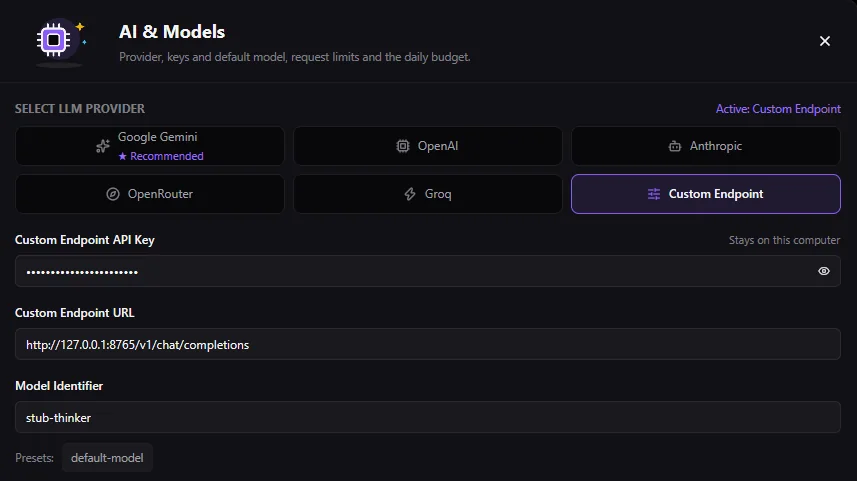 AI & Models
Provider, keys and default model, request limits and the daily budget.
SELECT LLM PROVIDER
Active: Custom Endpoint
Google Gemini
★ Recommended
OpenAI
Anthropic
OpenRouter
Groq
Custom Endpoint
Custom Endpoint API Key
Stays on this computer
•••••••••••••••••••••••
Custom Endpoint URL
http://127.0.0.1:8765/v1/chat/completions
Model Identifier
stub-thinker
Presets:
default-model